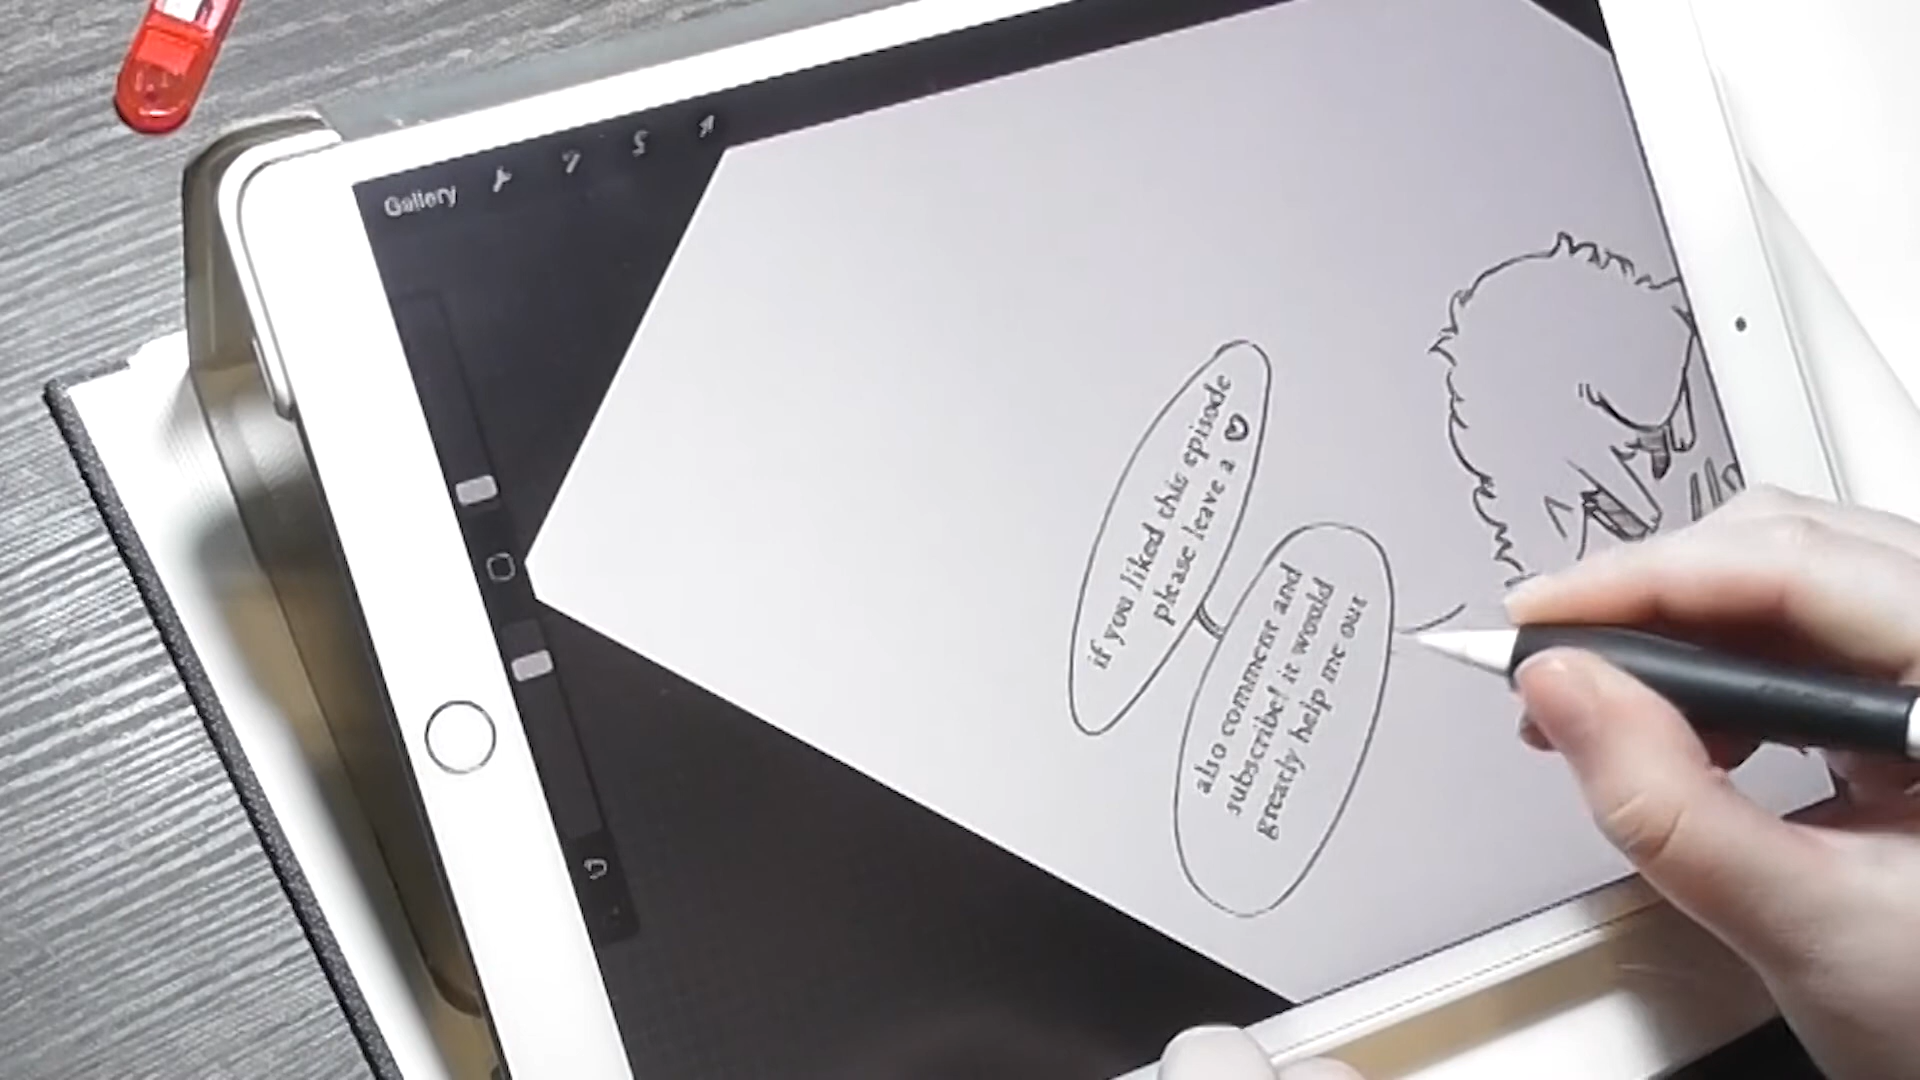 Gallery
if you liked this episode
please leave a
also comment and
subscribe! it would
greatly help me out